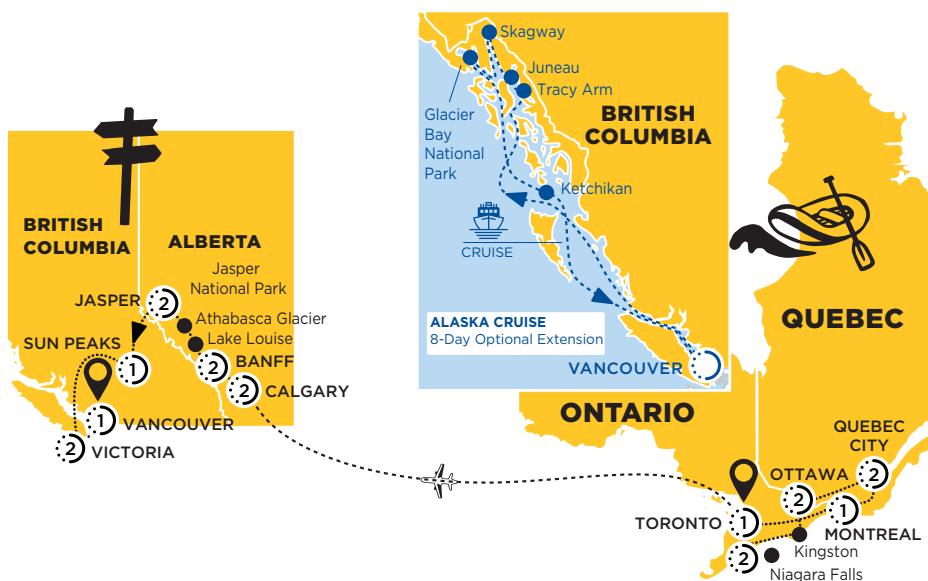 Skagway
Juneau
Tracy Arm
Glacier
Bay
National
Park
BRITISH
COLUMBIA
Ketchikan
CRUISE
ALASKA CRUISE
8-Day Optional Extension
VANCOUVER
BRITISH
COLUMBIA
ALBERTA
Jasper
National Park
JASPER
2
Athabasca Glacier
Lake Louise
SUN PEAKS
1
2
BANFF
2
CALGARY
1
VANCOUVER
2
VICTORIA
QUEBEC
ONTARIO
QUEBEC
CITY
2
OTTAWA
2
TORONTO
1
1
MONTREAL
2
Kingston
Niagara Falls